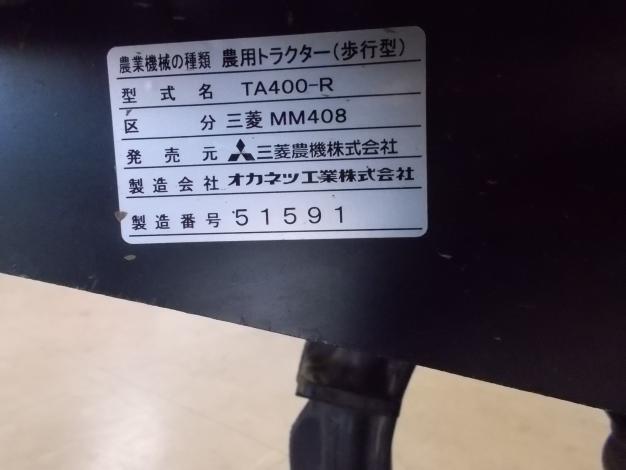 農業機械の種類 農用トラクター(歩行型)
型式名 TA400-R
区分 三菱 MM408
発売元 三菱農機株式会社
製造会社 オカネツ工業株式会社
製造番号 51591